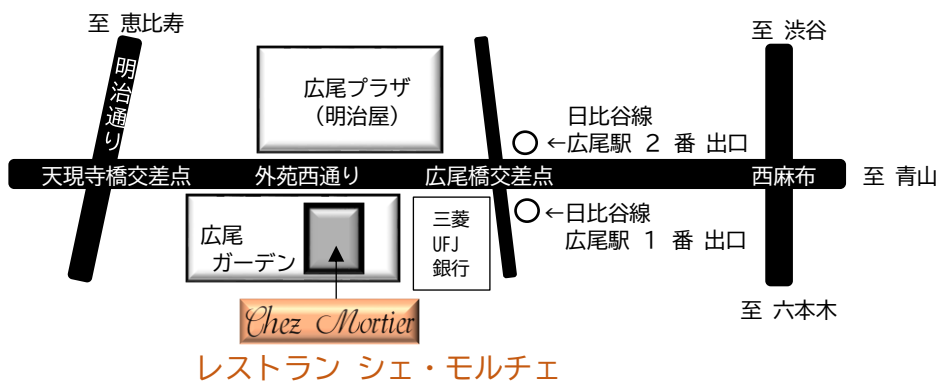 至 恵比寿
明治通り
広尾プラザ
（明治屋）
至 渋谷
日比谷線
←広尾駅 2 番 出口
天現寺橋交差点
外苑西通り
広尾橋交差点
西麻布
至 青山
広尾
ガーデン
三菱
UFJ
銀行
←日比谷線
広尾駅 1 番 出口
至 六本木
Chez Mortier
レストラン シェ・モルチェ